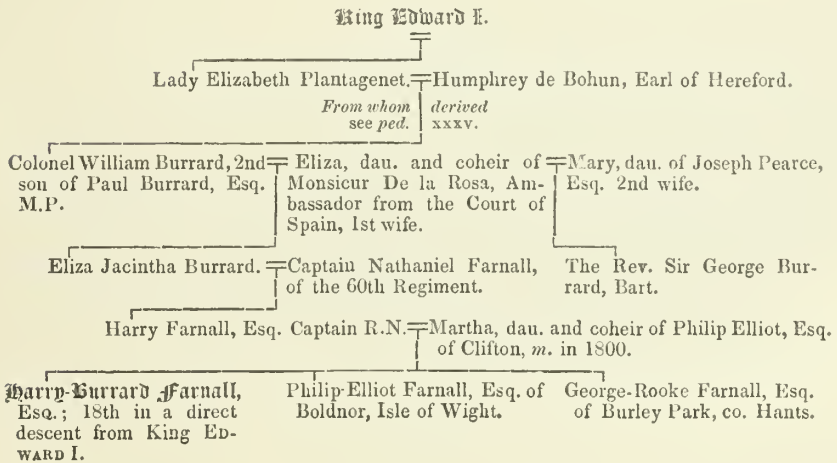 King Edward I.
Lady Elizabeth Plantagenet. Humphrey de Bohun, Earl of Hereford.
From whom derived
see ped. xxxv.
Colonel William Burrard, 2nd
son of Paul Burrard, Esq.
M.P.
Eliza, dau. and coheir of
Monsieur De la Rosa, Am-
bassador from the Court of
Spain, 1st wife.
Mary, dau. of Joseph Pearce,
Esq. 2nd wife.
Eliza Jacintha Burrard.
Captain Nathaniel Farnall,
of the 60th Regiment.
The Rev. Sir George Bur-
rard, Bart.
Harry Farnall, Esq. Captain R.N.
Martha, dau. and coheir of Philip Elliot, Esq.
of Clifton, m. in 1800.
Harry-Burrard Farnall,
Esq.; 18th in a direct
descent from King ED-
WARD I.
Philip-Elliot Farnall, Esq. of
Boldnor, Isle of Wight.
George-Rooke Farnall, Esq.
of Burley Park, co. Hants.